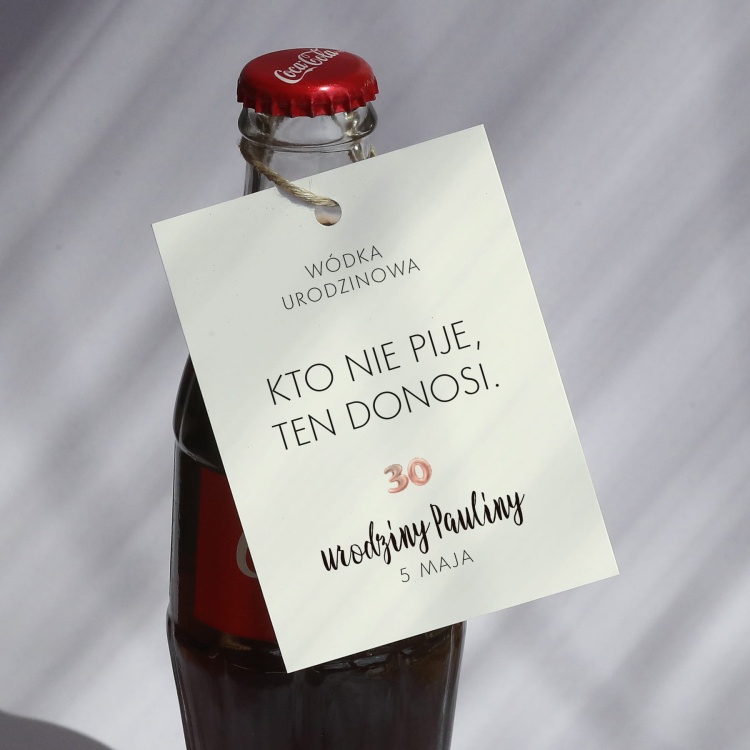 Coca-Cola
WÓDKA
URODZINOWA
KTO NIE PIJE,
TEN DONOSI.
30
urodziny Pauliny
5 MAJA